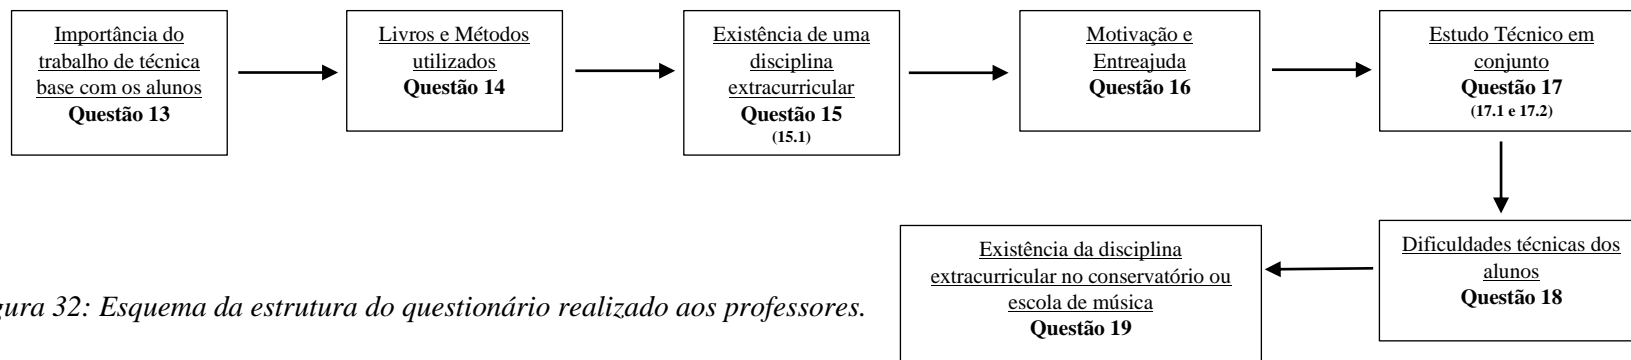 Importância do
trabalho de técnica
base com os alunos
Questão 13
Livros e Métodos
utilizados
Questão 14
Existência de uma
disciplina
extracurricular
Questão 15
(15.1)
Motivação e
Entreajuda
Questão 16
Estudo Técnico em
conjunto
Questão 17
(17.1 e 17.2)
Dificuldades técnicas dos
alunos
Questão 18
Existência da disciplina
extracurricular no conservatório ou
escola de música
Questão 19
gura 32: Esquema da estrutura do questionário realizado aos professores.